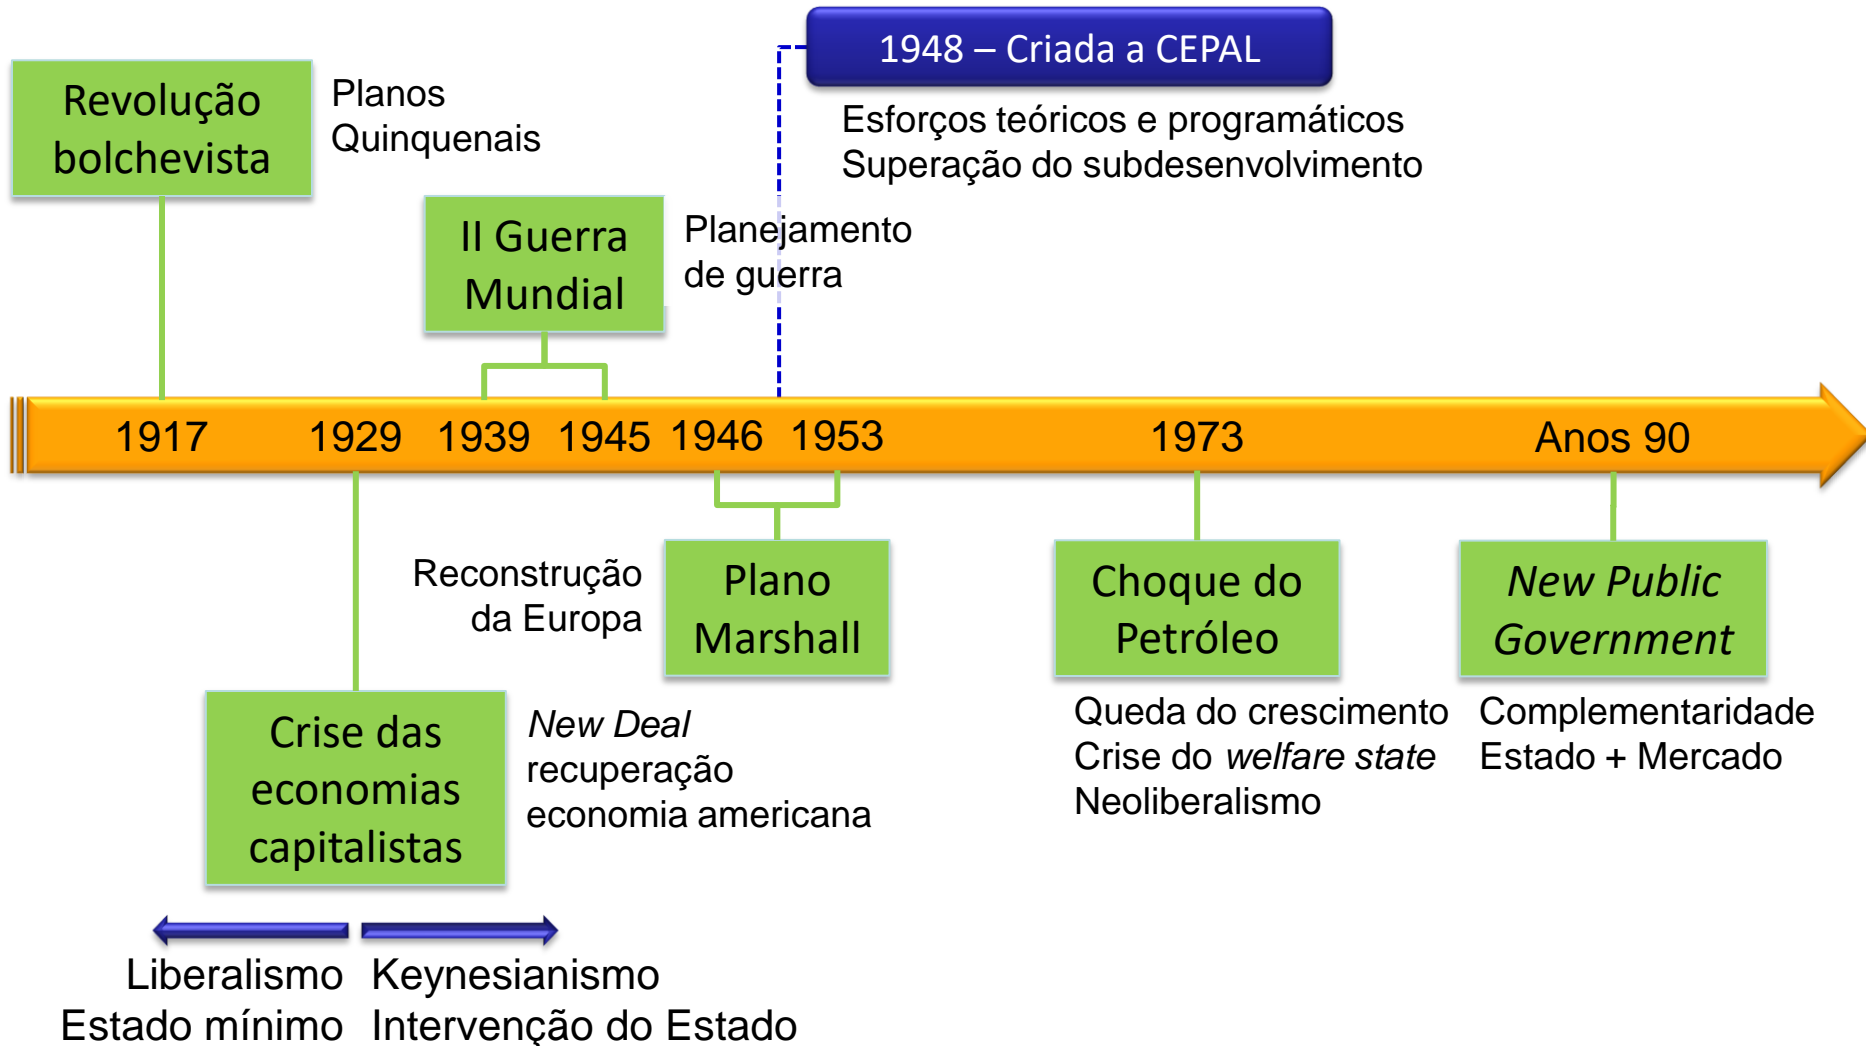 1948 – Criada a CEPAL
Esforços teóricos e programáticos
Superação do subdesenvolvimento
Revolução
bolchevista
Planos
Quinquenais
II Guerra
Mundial
Planejamento
de guerra
1917
1929
1939
1945
1946
1953
1973
Anos 90
Reconstrução
da Europa
Plano
Marshall
Choque do
Petróleo
Queda do crescimento
Crise do welfare state
Neoliberalismo
New Public
Government
Complementaridade
Estado + Mercado
Crise das
economias
capitalistas
New Deal
recuperação
economia americana
Liberalismo
Estado mínimo
Keynesianismo
Intervenção do Estado